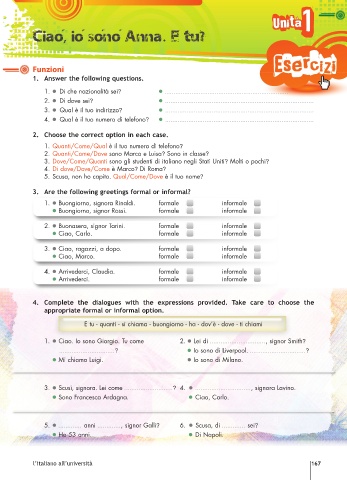 Unità 1
Ciao, io sono Anna. E tu?
Esercizi
Funzioni
1. Answer the following questions.
1. Di che nazionalità sei?
2. Di dove sei?
3. Qual è il tuo indirizzo?
4. Qual è il tuo numero di telefono?
2. Choose the correct option in each case.
1. Quanti/Come/Qual è il tuo numero di telefono?
2. Quanti/Come/Dove sono Marco e Luisa? Sono in classe?
3. Dove/Come/Quanti sono gli studenti di italiano negli Stati Uniti? Molti o pochi?
4. Di dove/Dove/Come è Marco? Di Roma?
5. Scusa, non ho capito. Qual/Come/Dove è il tuo nome?
3. Are the following greetings formal or informal?
1. Buongiorno, signora Rinaldi. formale informale
Buongiorno, signor Rossi. formale informale
2. Buonasera, signor Tarini. formale informale
Ciao, Carlo. formale informale
3. Ciao, ragazzi, a dopo. formale informale
Ciao, Marco. formale informale
4. Arrivederci, Claudia. formale informale
Arrivederci. formale informale
4. Complete the dialogues with the expressions provided. Take care to choose the
appropriate formal or informal option.
E tu - quanti - si chiama - buongiorno - ho - dov'è - dove - ti chiami
1. Ciao. Io sono Giorgio. Tu come
..............................?
Mi chiamo Luigi.
2. Lei di .............................., signor Smith?
Io sono di Liverpool. ..............................?
Io sono di Milano.
3. Scusi, signora. Lei come ..............................?
Sono Francesca Ardagna.
4. .............................., signora Lavino.
Ciao, Carlo.
5. ............ anni ............, signor Galli?
Ho 53 anni.
6. Scusa, di ............ sei?
Di Napoli.
l'italiano all'università
167